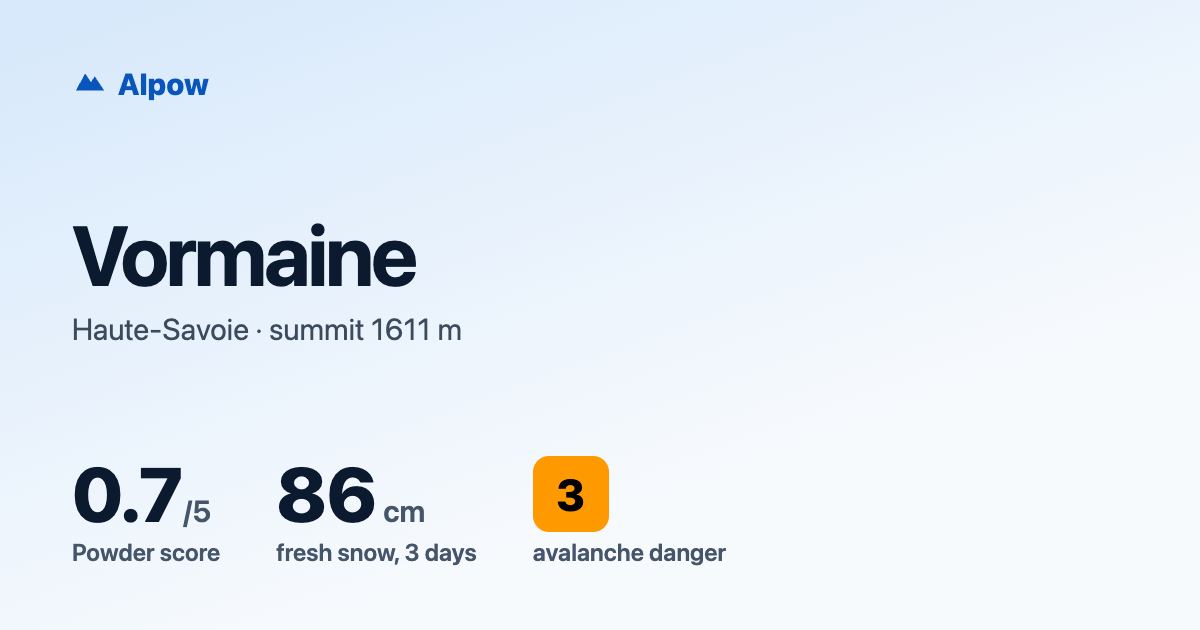 Alpow
Vormaine
Haute-Savoie · summit 1611 m
0.7/5 86 cm 3
Powder score fresh snow, 3 days avalanche danger